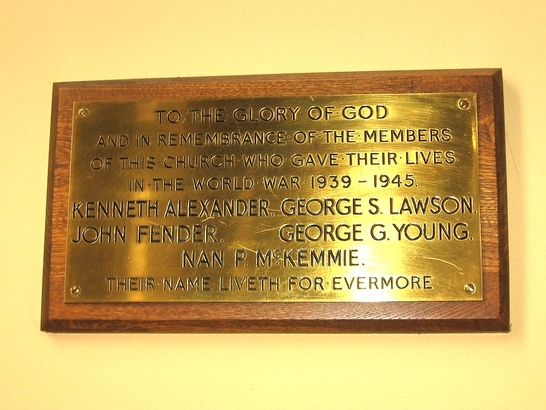 TO THE GLORY OF GOD
AND IN REMEMBRANCE OF THE MEMBERS
OF THIS CHURCH WHO GAVE THEIR LIVES
IN THE WORLD WAR 1939 - 1945.
KENNETH ALEXANDER. GEORGE S. LAWSON.
JOHN FENDER. GEORGE G. YOUNG.
NAN P. McKEMMIE.
THEIR NAME LIVETH FOR EVERMORE